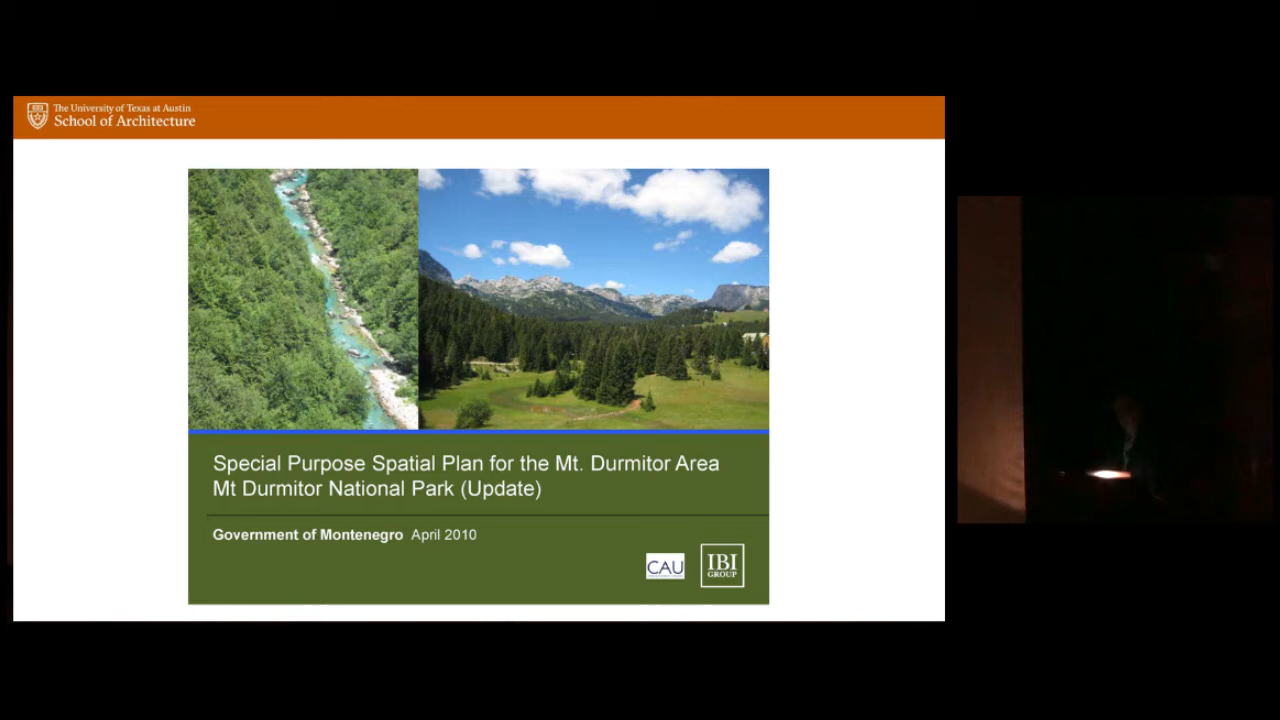 The University of Texas at Austin
School of Architecture
Special Purpose Spatial Plan for the Mt. Durmitor Area
Mt Durmitor National Park (Update)
Government of Montenegro April 2010
CAU
IBI
GROUP